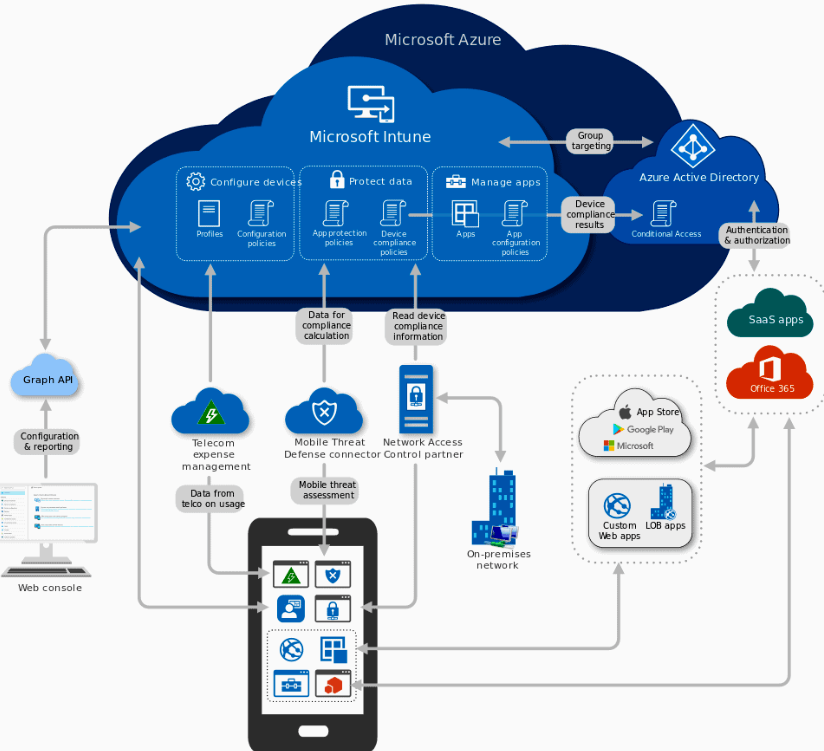 Microsoft Azure
Microsoft Intune
Group
targeting
Azure Active Directory
Configure devices
Protect data
Manage apps
Profiles
Configuration
policies
App protection
policies
Device
compliance
policies
Apps
App
configuration
policies
Device
compliance
results
Conditional Access
Authentication
& authorization
Data for
compliance
calculation
Read device
compliance
information
SaaS apps
Office 365
Graph API
App Store
Google Play
Microsoft
Configuration
& reporting
Telecom
expense
management
Mobile Threat
Defense connector
Network Access
Control partner
Data from
telco on usage
Mobile threat
assessment
Custom
Web apps
LOB apps
On-premises
network
Web console